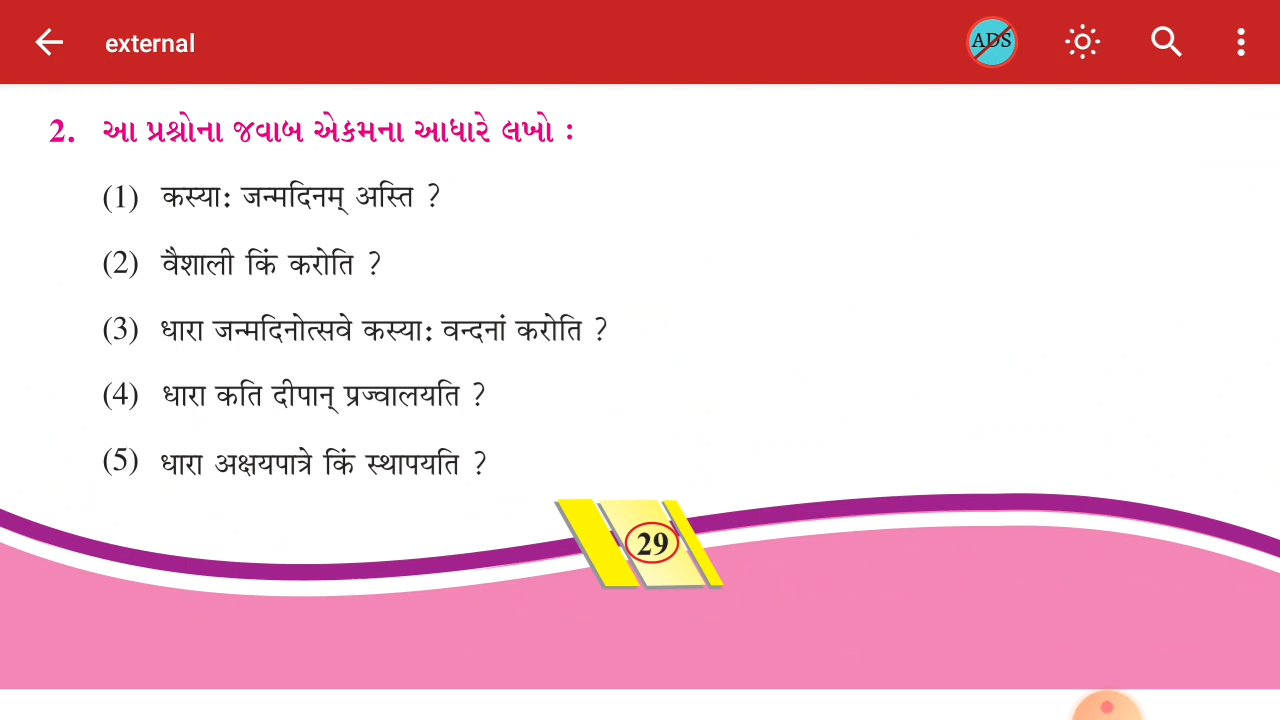 external
ADS
2. આ પ્રશ્નોના જવાબ એકમના આધારે લખો :
(1) कस्याः जन्मदिनम् अस्ति ?
(2) वैशाली किं करोति ?
(3) धारा जन्मदिनोत्सवे कस्याः वन्दनां करोति ?
(4) धारा कति दीपान् प्रज्वालयति ?
(5) धारा अक्षयपात्रे किं स्थापयति ?
29